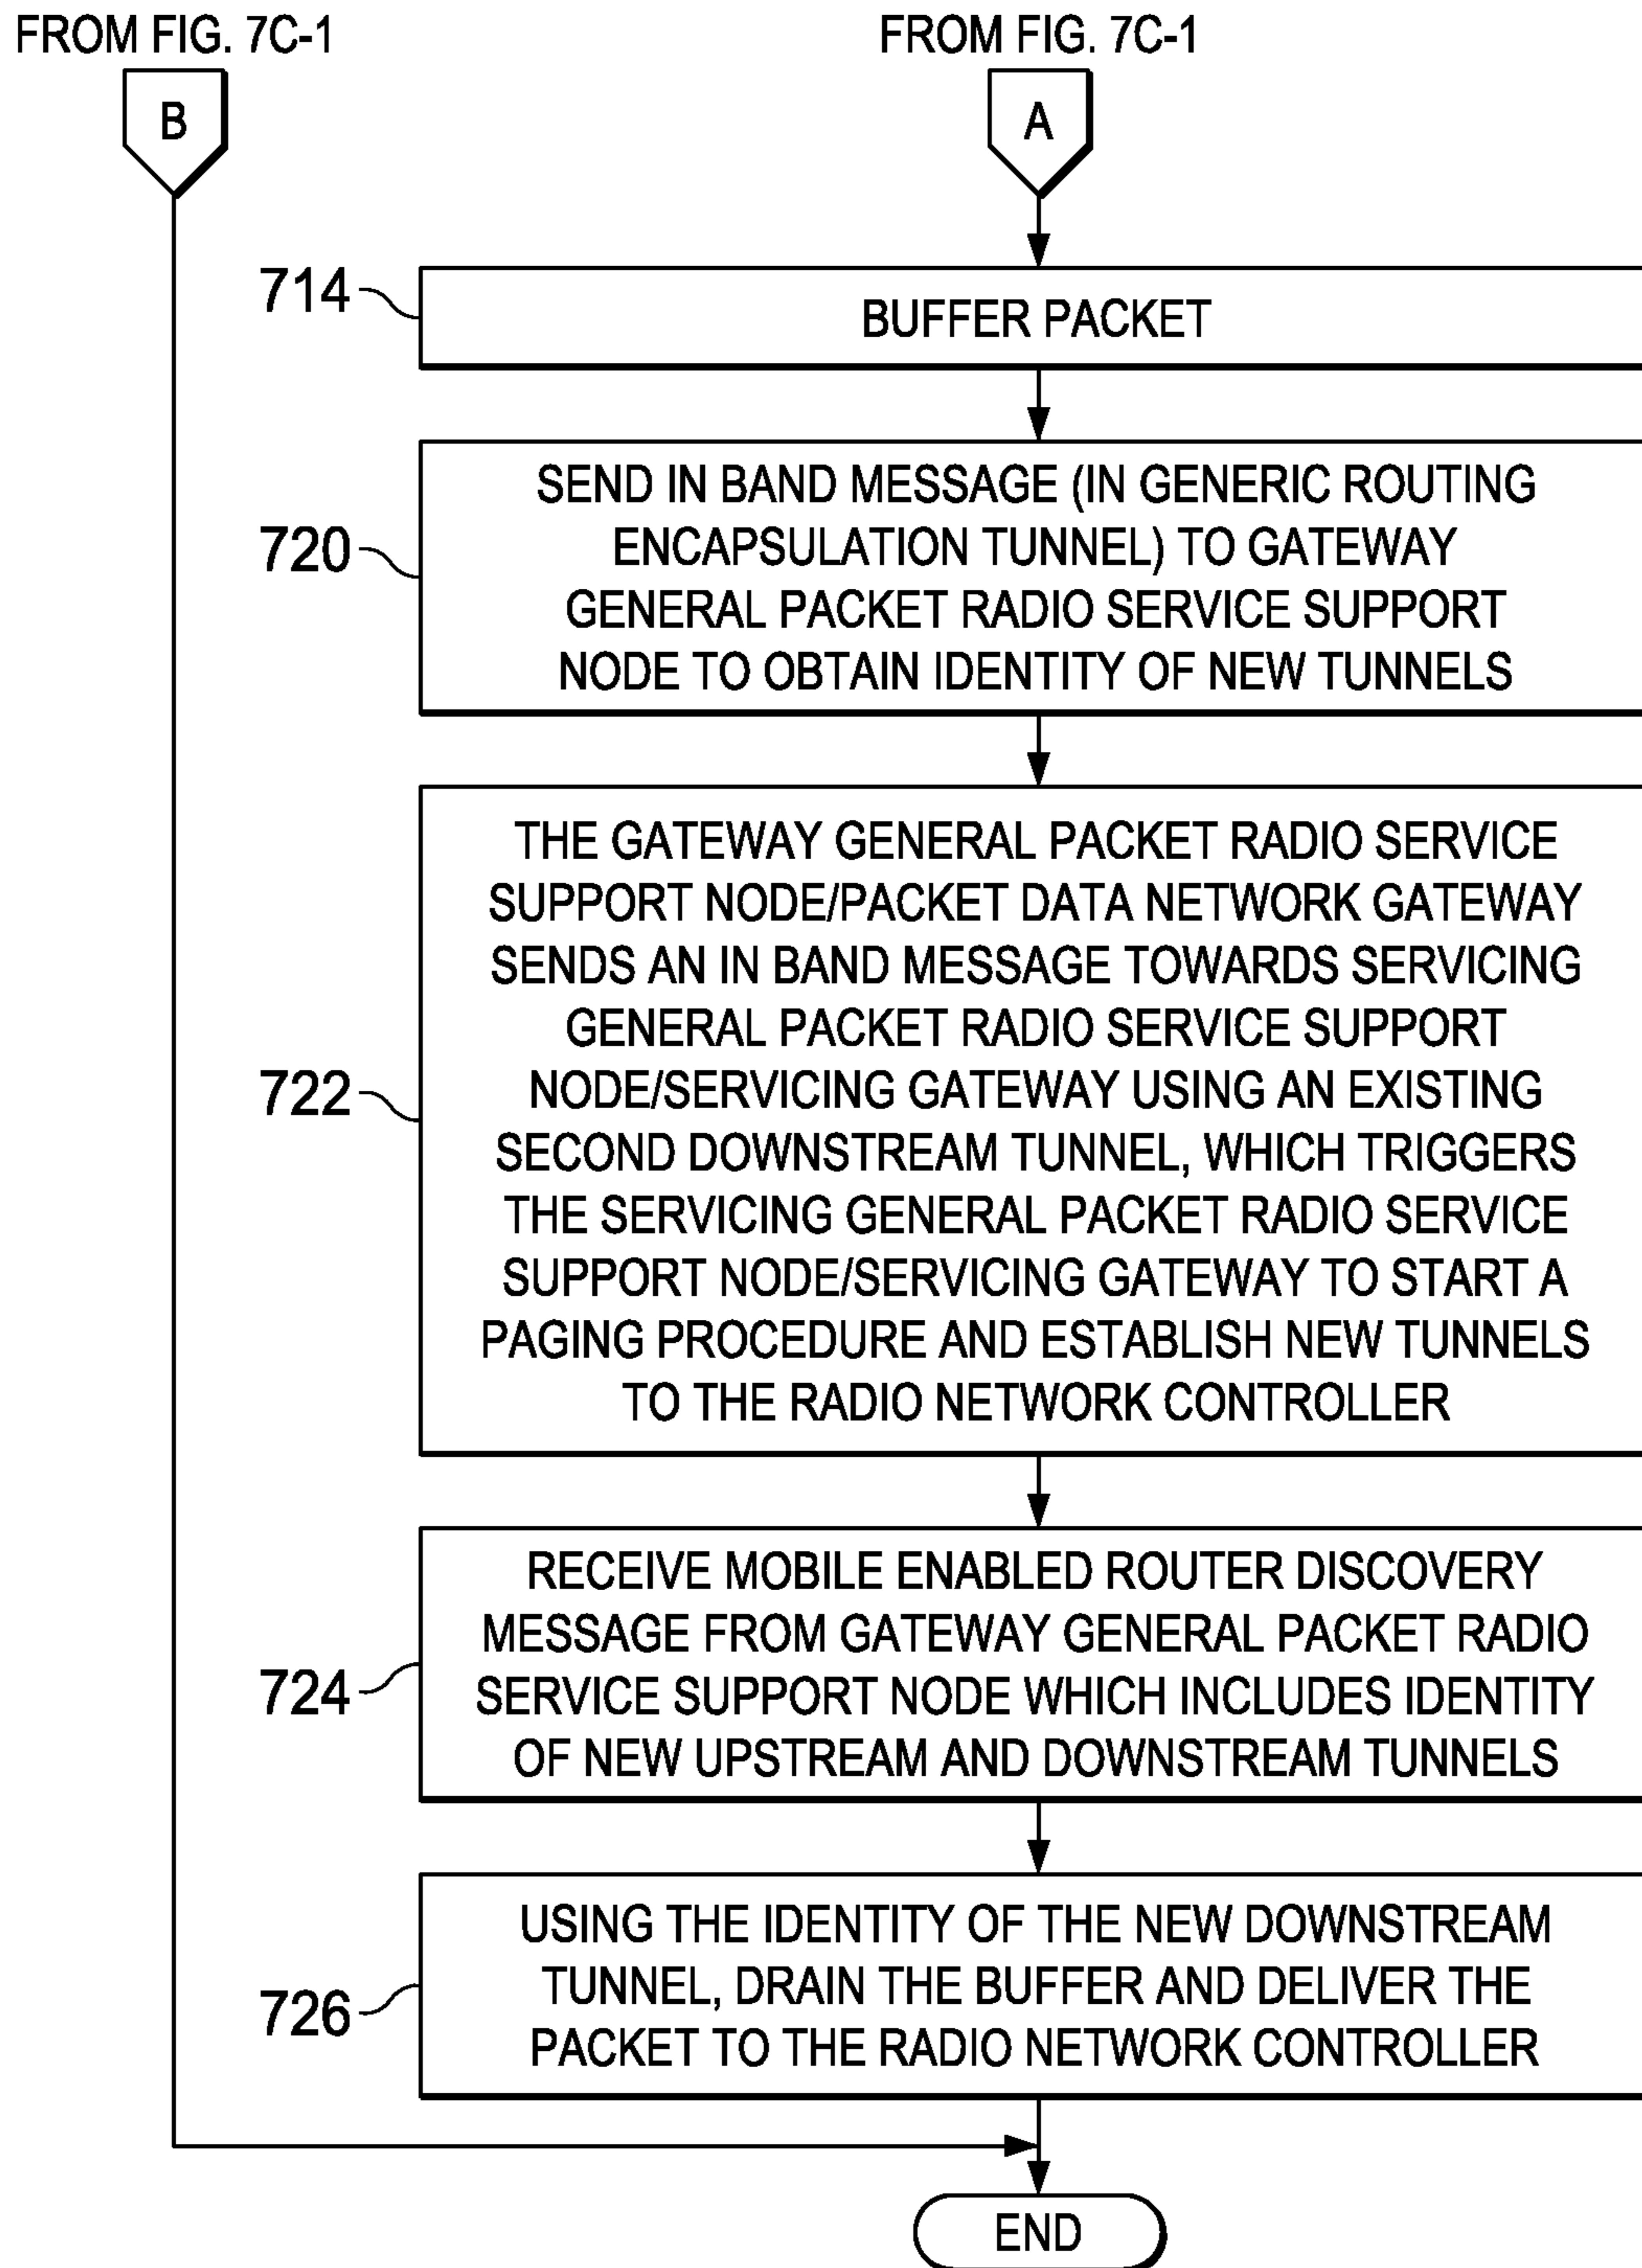 FROM FIG. 7C-1
FROM FIG. 7C-1
B
A
714
BUFFER PACKET
720
SEND IN BAND MESSAGE (IN GENERIC ROUTING
ENCAPSULATION TUNNEL) TO GATEWAY
GENERAL PACKET RADIO SERVICE SUPPORT
NODE TO OBTAIN IDENTITY OF NEW TUNNELS
722
THE GATEWAY GENERAL PACKET RADIO SERVICE
SUPPORT NODE/PACKET DATA NETWORK GATEWAY
SENDS AN IN BAND MESSAGE TOWARDS SERVICING
GENERAL PACKET RADIO SERVICE SUPPORT
NODE/SERVICING GATEWAY USING AN EXISTING
SECOND DOWNSTREAM TUNNEL, WHICH TRIGGERS
THE SERVICING GENERAL PACKET RADIO SERVICE
SUPPORT NODE/SERVICING GATEWAY TO START A
PAGING PROCEDURE AND ESTABLISH NEW TUNNELS
TO THE RADIO NETWORK CONTROLLER
724
RECEIVE MOBILE ENABLED ROUTER DISCOVERY
MESSAGE FROM GATEWAY GENERAL PACKET RADIO
SERVICE SUPPORT NODE WHICH INCLUDES IDENTITY
OF NEW UPSTREAM AND DOWNSTREAM TUNNELS
726
USING THE IDENTITY OF THE NEW DOWNSTREAM
TUNNEL, DRAIN THE BUFFER AND DELIVER THE
PACKET TO THE RADIO NETWORK CONTROLLER
END